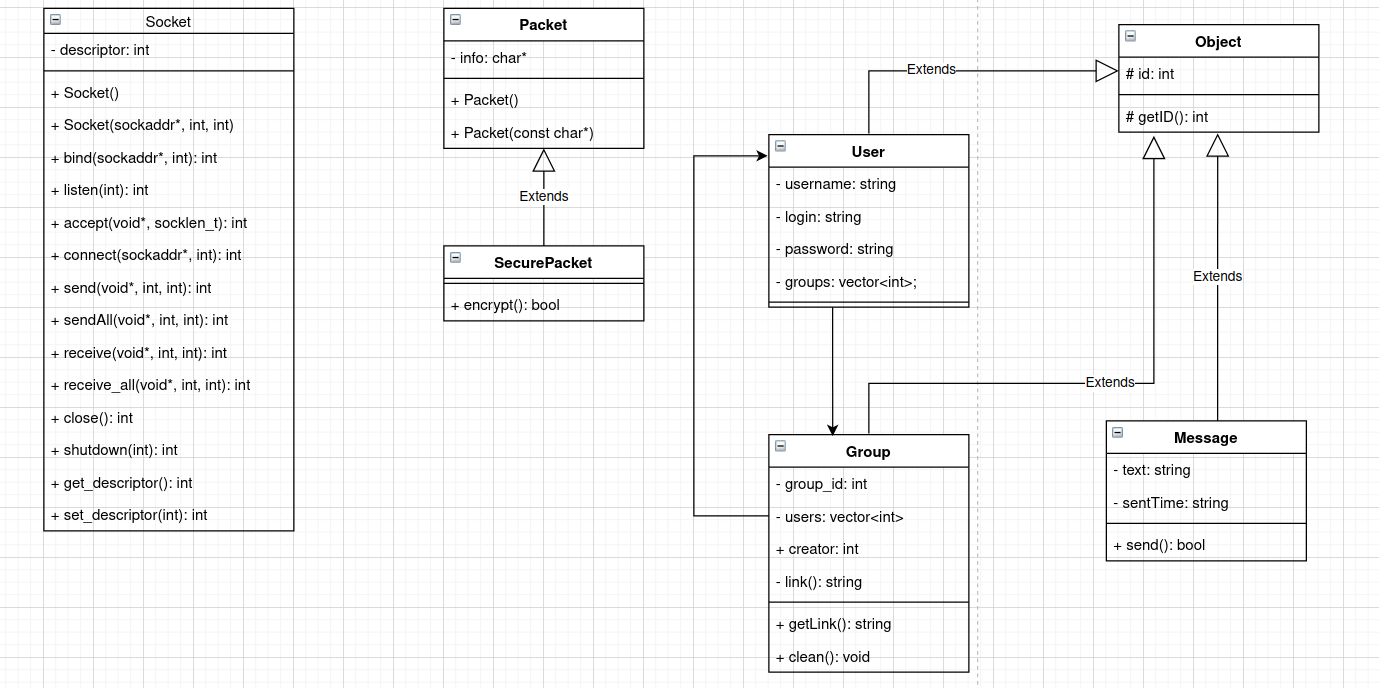 Socket
- descriptor: int
+ Socket()
+ Socket(sockaddr*, int, int)
+ bind(sockaddr*, int): int
+ listen(int): int
+ accept(void*, socklen_t): int
+ connect(sockaddr*, int): int
+ send(void*, int, int): int
+ sendAll(void*, int, int): int
+ receive(void*, int, int): int
+ receive_all(void*, int, int): int
+ close(): int
+ shutdown(int): int
+ get_descriptor(): int
+ set_descriptor(int): int
Packet
- info: char*
+ Packet()
+ Packet(const char*)
Extends
SecurePacket
+ encrypt(): bool
Extends
User
- username: string
- login: string
- password: string
- groups: vector<int>;
Extends
Group
- group_id: int
- users: vector<int>
+ creator: int
- link(): string
+ getLink(): string
+ clean(): void
Object
# id: int
# getID(): int
Extends
Message
- text: string
- sentTime: string
+ send(): bool